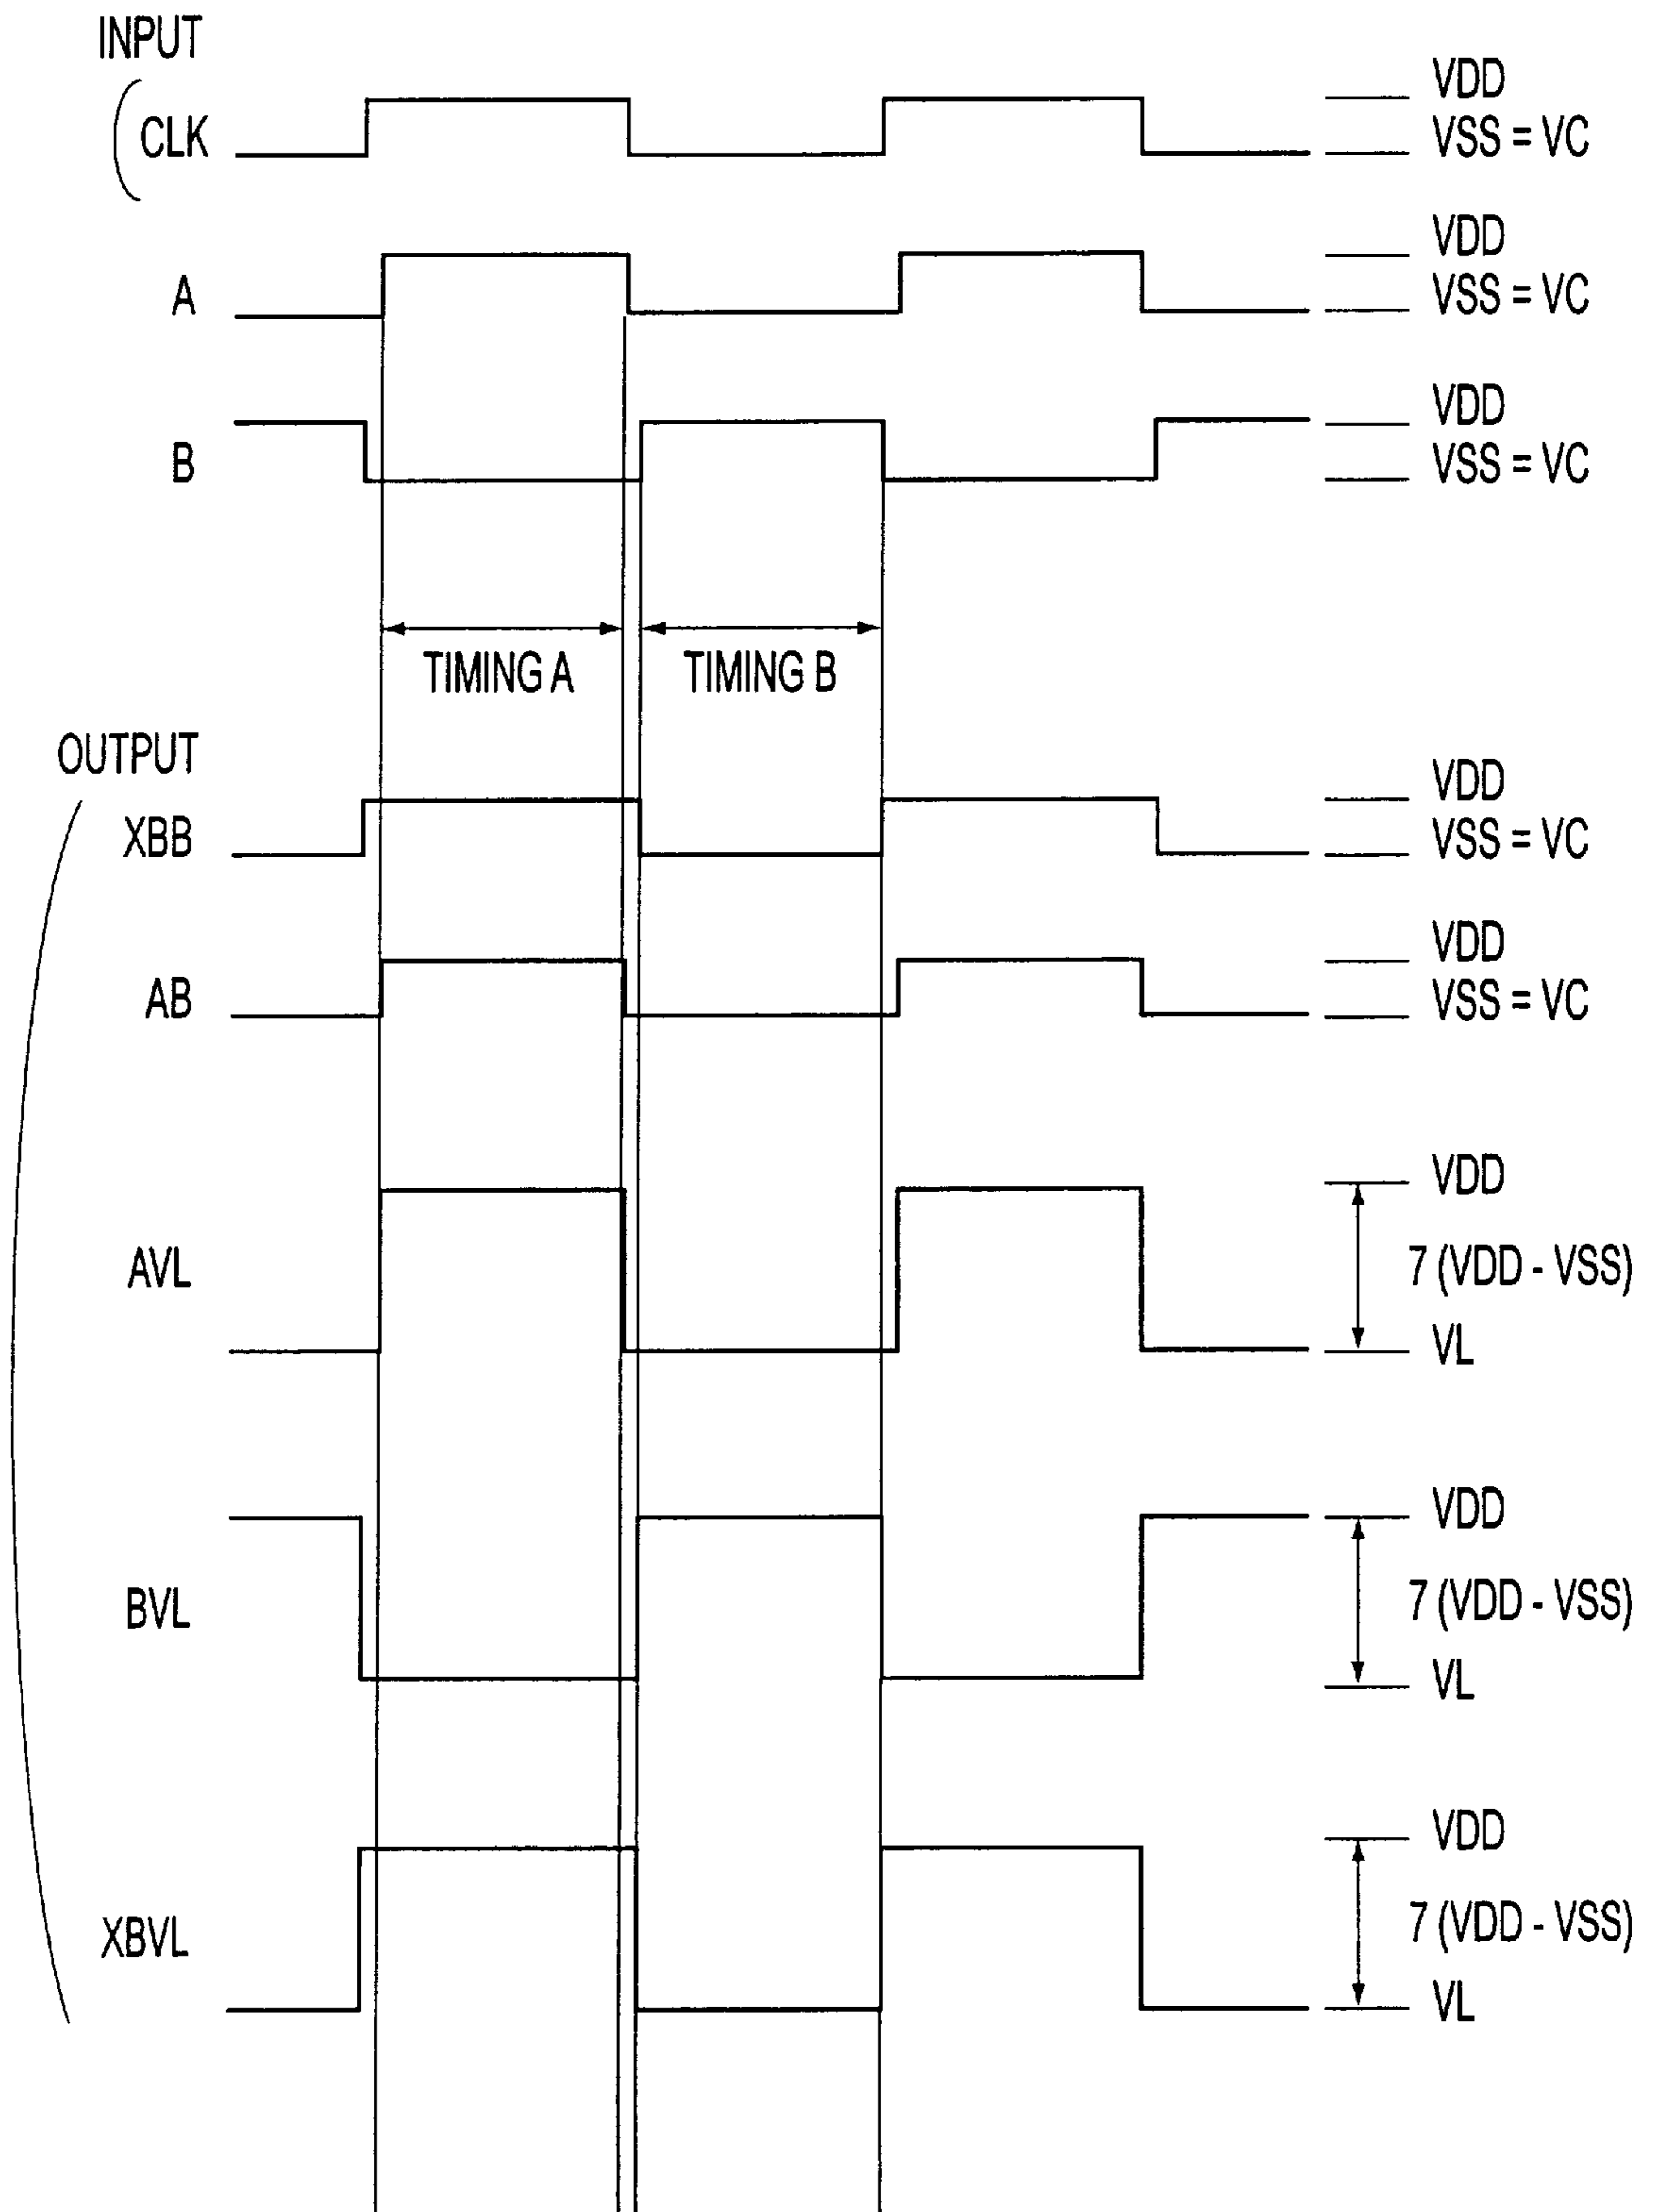 INPUT
CLK
VDD
VSS = VC
A
VDD
VSS = VC
B
VDD
VSS = VC
TIMING A
TIMING B
OUTPUT
XBB
VDD
VSS = VC
AB
VDD
VSS = VC
AVL
VDD
7 (VDD - VSS)
VL
BVL
VDD
7 (VDD - VSS)
VL
XBVL
VDD
7 (VDD - VSS)
VL